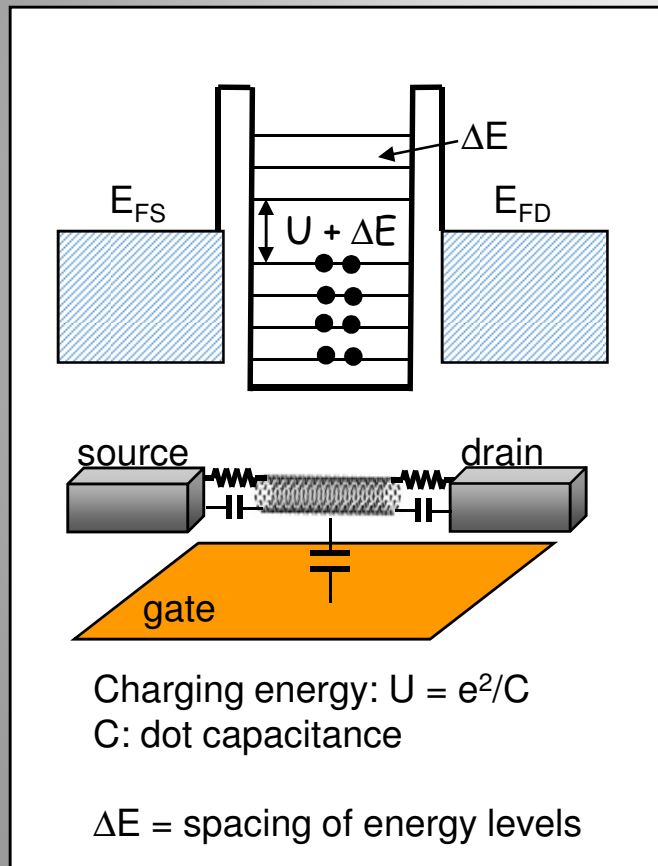 ΔE
E_FS
E_FD
U + ΔE
source
drain
gate
Charging energy: U = e²/C
C: dot capacitance
ΔE = spacing of energy levels